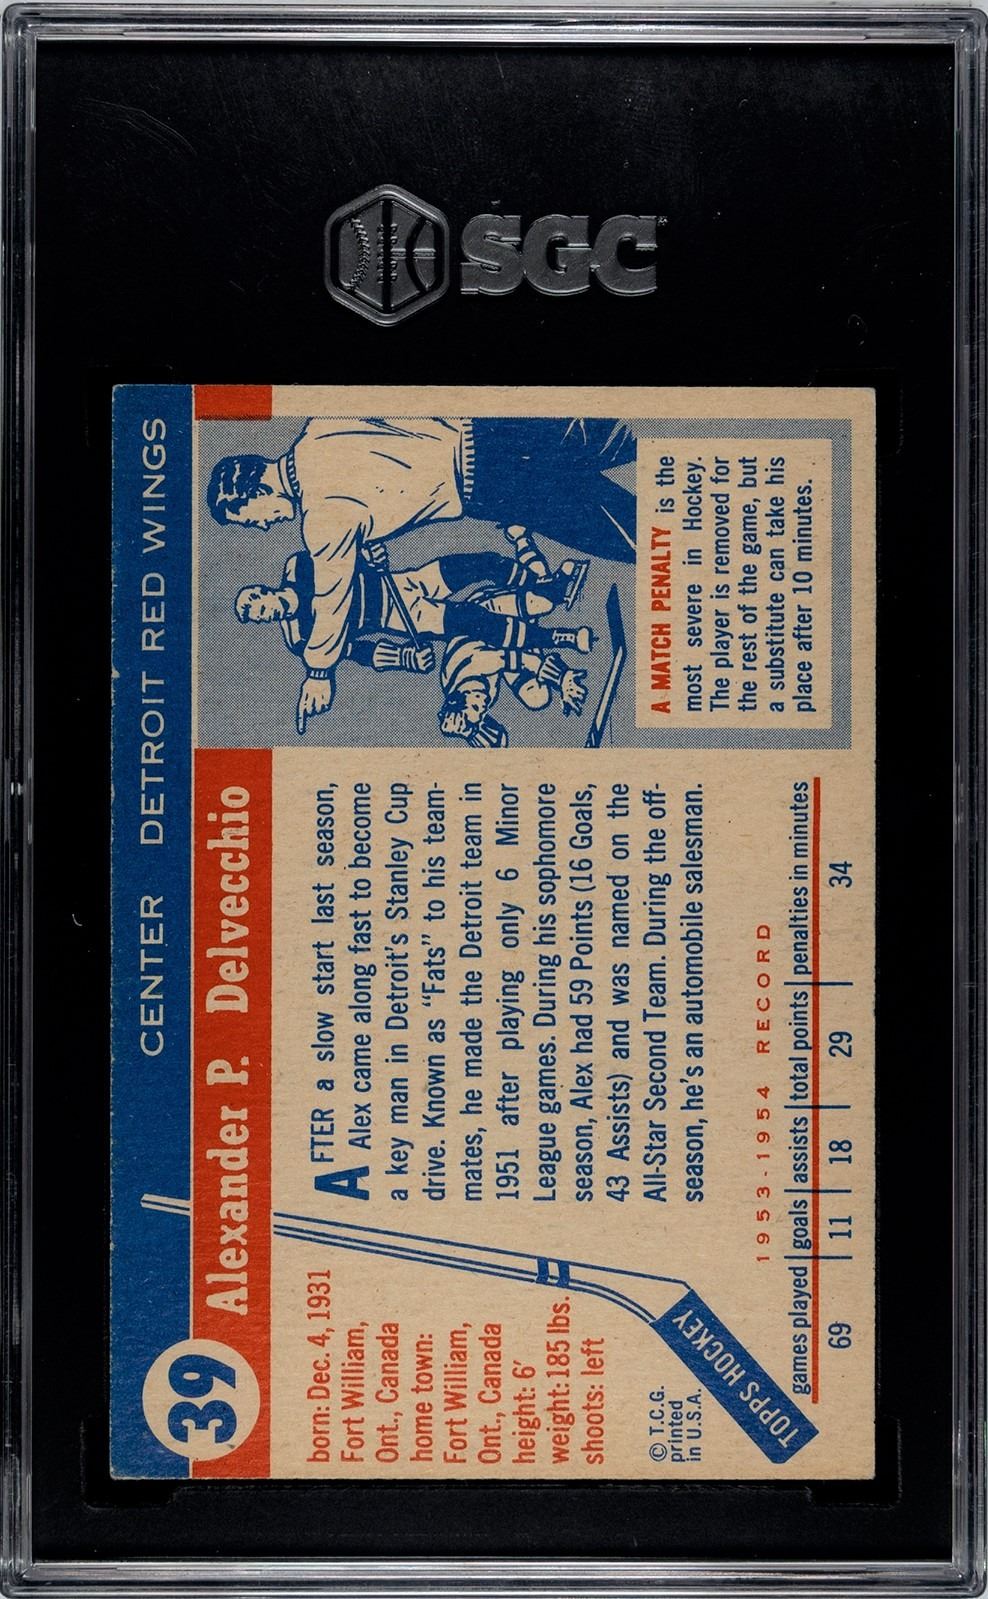 SGC
CENTER DETROIT RED WINGS
39
Alexander P. Delvecchio
born: Dec. 4, 1931
Fort William,
Ont., Canada
home town:
Fort William,
Ont., Canada
height: 6'
weight: 185 lbs.
shoots: left
© T.C.G.
printed
in U.S.A.
TOPPS HOCKEY
AFTER a slow start last season,
Alex came along fast to become
a key man in Detroit's Stanley Cup
drive. Known as "Fats" to his team-
mates, he made the Detroit team in
1951 after playing only 6 Minor
League games. During his sophomore
season, Alex had 59 Points (16 Goals,
43 Assists) and was named on the
All-Star Second Team. During the off-
season, he's an automobile salesman.
A MATCH PENALTY is the
most severe in Hockey.
The player is removed for
the rest of the game, but
a substitute can take his
place after 10 minutes.
1953-1954 RECORD
games played goals assists total points penalties in minutes
69 11 18 29 34